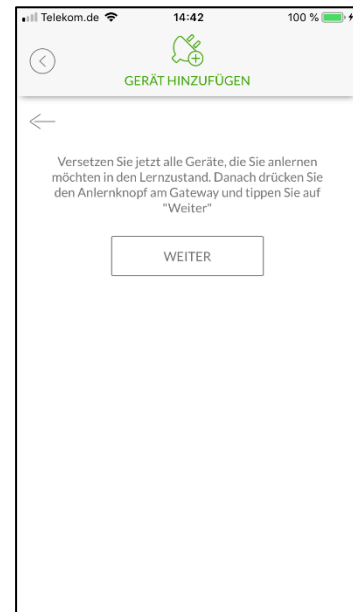 Telekom.de 14:42 100 %
GERÄT HINZUFÜGEN
Versetzen Sie jetzt alle Geräte, die Sie anlernen
möchten in den Lernzustand. Danach drücken Sie
den Anlernknopf am Gateway und tippen Sie auf
"Weiter"
WEITER